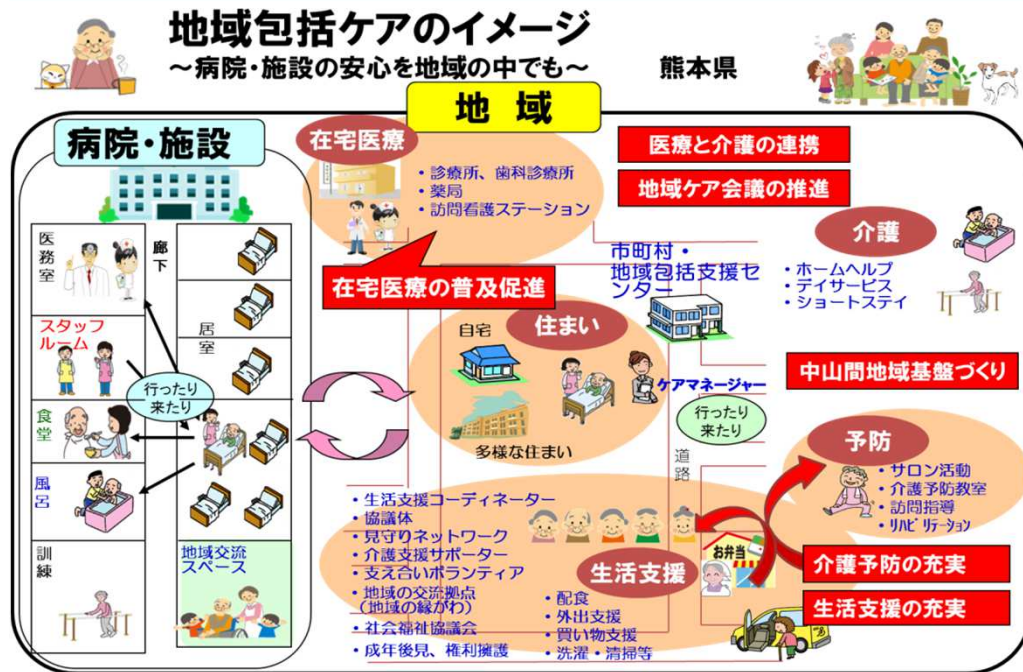 地域包括ケアのイメージ
～病院・施設の安心を地域の中でも～
熊本県
地 域
病院・施設
医務室
廊下
スタッフ
ルーム
居室
行ったり
来たり
食堂
風呂
訓練
地域交流
スペース
在宅医療
・診療所、歯科診療所
・薬局
・訪問看護ステーション
在宅医療の普及促進
医療と介護の連携
地域ケア会議の推進
市町村・
地域包括支援セ
ンター
介護
・ホームヘルプ
・デイサービス
・ショートステイ
自宅
住まい
ケアマネージャー
多様な住まい
行ったり
来たり
道路
中山間地域基盤づくり
予防
・サロン活動
・介護予防教室
・訪問指導
・ﾘﾊﾋﾞﾘﾃｰｼｮﾝ
・生活支援コーディネーター
・協議体
・見守りネットワーク
・介護支援サポーター
・支え合いボランティア
・地域の交流拠点
（地域の縁がわ）
・社会福祉協議会
・成年後見、権利擁護
生活支援
・配食
・外出支援
・買い物支援
・洗濯・清掃等
お弁当
介護予防の充実
生活支援の充実